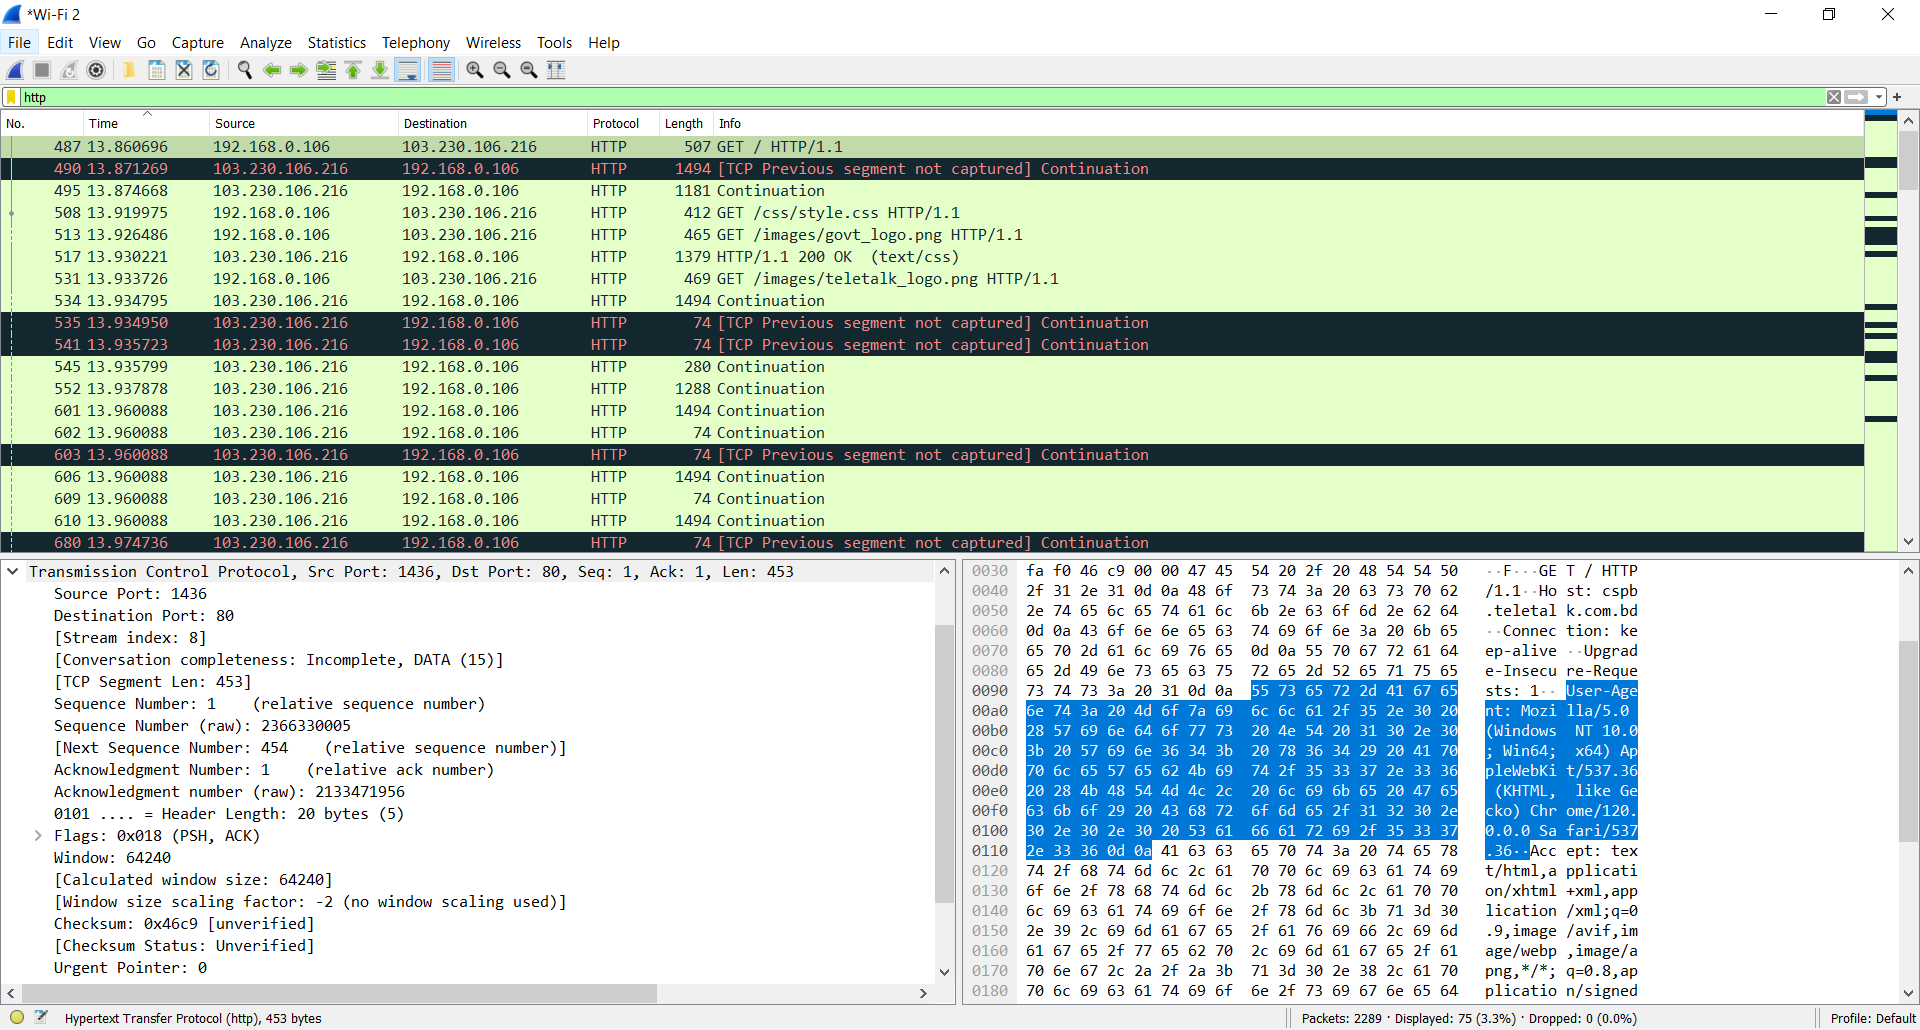 *Wi-Fi 2
File Edit View Go Capture Analyze Statistics Telephony Wireless Tools Help
http
No. Time Source Destination Protocol Length Info
487 13.860696 192.168.0.106 103.230.106.216 HTTP 507 GET / HTTP/1.1
490 13.871269 103.230.106.216 192.168.0.106 HTTP 1494 [TCP Previous segment not captured] Continuation
495 13.874668 103.230.106.216 192.168.0.106 HTTP 1181 Continuation
508 13.919975 192.168.0.106 103.230.106.216 HTTP 412 GET /css/style.css HTTP/1.1
513 13.926486 192.168.0.106 103.230.106.216 HTTP 465 GET /images/govt_logo.png HTTP/1.1
517 13.930221 103.230.106.216 192.168.0.106 HTTP 1379 HTTP/1.1 200 OK (text/css)
531 13.933726 192.168.0.106 103.230.106.216 HTTP 469 GET /images/teletalk_logo.png HTTP/1.1
534 13.934795 103.230.106.216 192.168.0.106 HTTP 1494 Continuation
535 13.934950 103.230.106.216 192.168.0.106 HTTP 74 [TCP Previous segment not captured] Continuation
541 13.935723 103.230.106.216 192.168.0.106 HTTP 74 [TCP Previous segment not captured] Continuation
545 13.935799 103.230.106.216 192.168.0.106 HTTP 280 Continuation
552 13.937878 103.230.106.216 192.168.0.106 HTTP 1288 Continuation
601 13.960088 103.230.106.216 192.168.0.106 HTTP 1494 Continuation
602 13.960088 103.230.106.216 192.168.0.106 HTTP 74 Continuation
603 13.960088 103.230.106.216 192.168.0.106 HTTP 74 [TCP Previous segment not captured] Continuation
606 13.960088 103.230.106.216 192.168.0.106 HTTP 1494 Continuation
609 13.960088 103.230.106.216 192.168.0.106 HTTP 74 Continuation
610 13.960088 103.230.106.216 192.168.0.106 HTTP 1494 Continuation
680 13.974736 103.230.106.216 192.168.0.106 HTTP 74 [TCP Previous segment not captured] Continuation
Transmission Control Protocol, Src Port: 1436, Dst Port: 80, Seq: 1, Ack: 1, Len: 453
Source Port: 1436
Destination Port: 80
[Stream index: 8]
[Conversation completeness: Incomplete, DATA (15)]
[TCP Segment Len: 453]
Sequence Number: 1 (relative sequence number)
Sequence Number (raw): 2366330005
[Next Sequence Number: 454 (relative sequence number)]
Acknowledgment Number: 1 (relative ack number)
Acknowledgment number (raw): 2133471956
0101 .... = Header Length: 20 bytes (5)
Flags: 0x018 (PSH, ACK)
Window: 64240
[Calculated window size: 64240]
[Window size scaling factor: -2 (no window scaling used)]
Checksum: 0x46c9 [unverified]
[Checksum Status: Unverified]
Urgent Pointer: 0
0030 fa f0 46 c9 00 00 47 45 54 20 2f 20 48 54 54 50 ··F···GE T / HTTP
0040 2f 31 2e 31 0d 0a 48 6f 73 74 3a 20 63 73 70 62 /1.1··Ho st: cspb
0050 2e 74 65 6c 65 74 61 6c 6b 2e 63 6f 6d 2e 62 64 .teletal k.com.bd
0060 0d 0a 43 6f 6e 6e 65 63 74 69 6f 6e 3a 20 6b 65 ··Connec tion: ke
0070 65 70 2d 61 6c 69 76 65 0d 0a 55 70 67 72 61 64 ep-alive ··Upgrad
0080 65 2d 49 6e 73 65 63 75 72 65 2d 52 65 71 75 65 e-Insecu re-Reque
0090 73 74 73 3a 20 31 0d 0a 55 73 65 72 2d 41 67 65 sts: 1·· User-Age
00a0 6e 74 3a 20 4d 6f 7a 69 6c 6c 61 2f 35 2e 30 20 nt: Mozi lla/5.0
00b0 28 57 69 6e 64 6f 77 73 20 4e 54 20 31 30 2e 30 (Windows NT 10.0
00c0 3b 20 57 69 6e 36 34 3b 20 78 36 34 29 20 41 70 ; Win64; x64) Ap
00d0 70 6c 65 57 65 62 4b 69 74 2f 35 33 37 2e 33 36 pleWebKi t/537.36
00e0 20 28 4b 48 54 4d 4c 2c 20 6c 69 6b 65 20 47 65 (KHTML, like Ge
00f0 63 6b 6f 29 20 43 68 72 6f 6d 65 2f 31 32 30 2e cko) Chr ome/120.
0100 30 2e 30 2e 30 20 53 61 66 61 72 69 2f 35 33 37 0.0.0 Sa fari/537
0110 2e 33 36 0d 0a 41 63 63 65 70 74 3a 20 74 65 78 .36··Acc ept: tex
0120 74 2f 68 74 6d 6c 2c 61 70 70 6c 69 63 61 74 69 t/html,a pplicati
0130 6f 6e 2f 78 68 74 6d 6c 2b 78 6d 6c 2c 61 70 70 on/xhtml +xml,app
0140 6c 69 63 61 74 69 6f 6e 2f 78 6d 6c 3b 71 3d 30 lication /xml;q=0
0150 2e 39 2c 69 6d 61 67 65 2f 61 76 69 66 2c 69 6d .9,image /avif,im
0160 61 67 65 2f 77 65 62 70 2c 69 6d 61 67 65 2f 61 age/webp ,image/a
0170 70 6e 67 2c 2a 2f 2a 3b 71 3d 30 2e 38 2c 61 70 png,*/*; q=0.8,ap
0180 70 6c 69 63 61 74 69 6f 6e 2f 73 69 67 6e 65 64 plicatio n/signed
Hypertext Transfer Protocol (http), 453 bytes
Packets: 2289 · Displayed: 75 (3.3%) · Dropped: 0 (0.0%)
Profile: Default